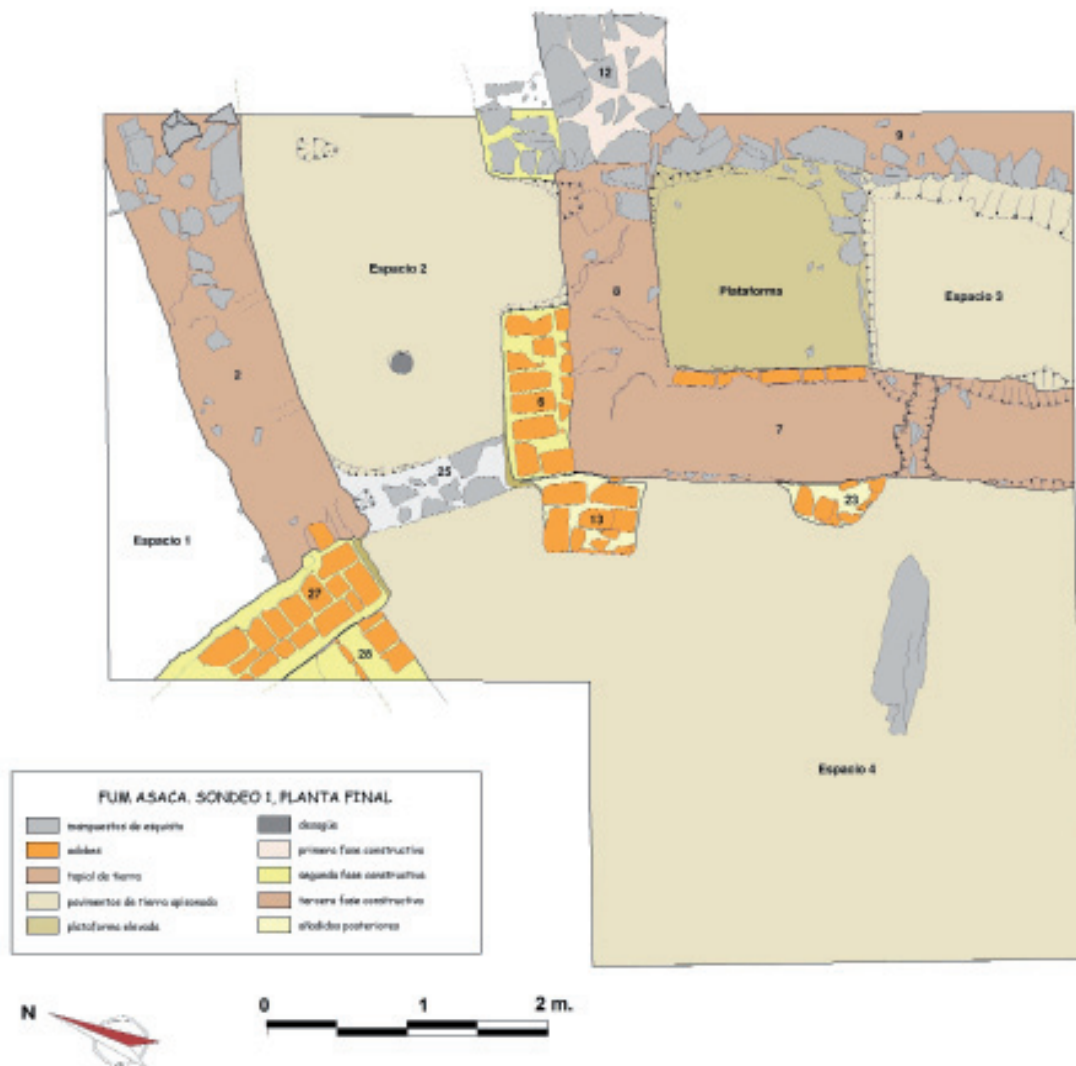 12
9
Espacio 2
8
Plataforma
Espacio 3
2
6
7
25
13
23
Espacio 1
27
28
Espacio 4
FUM ASACA. SONDEO 1, PLANTA FINAL
mampuestos de esquisto
adobes
tapial de tierra
pavimentos de tierra apisonada
plataforma elevada
desagüe
primera fase constructiva
segunda fase constructiva
tercera fase constructiva
añadidos posteriores
N
0 1 2 m.